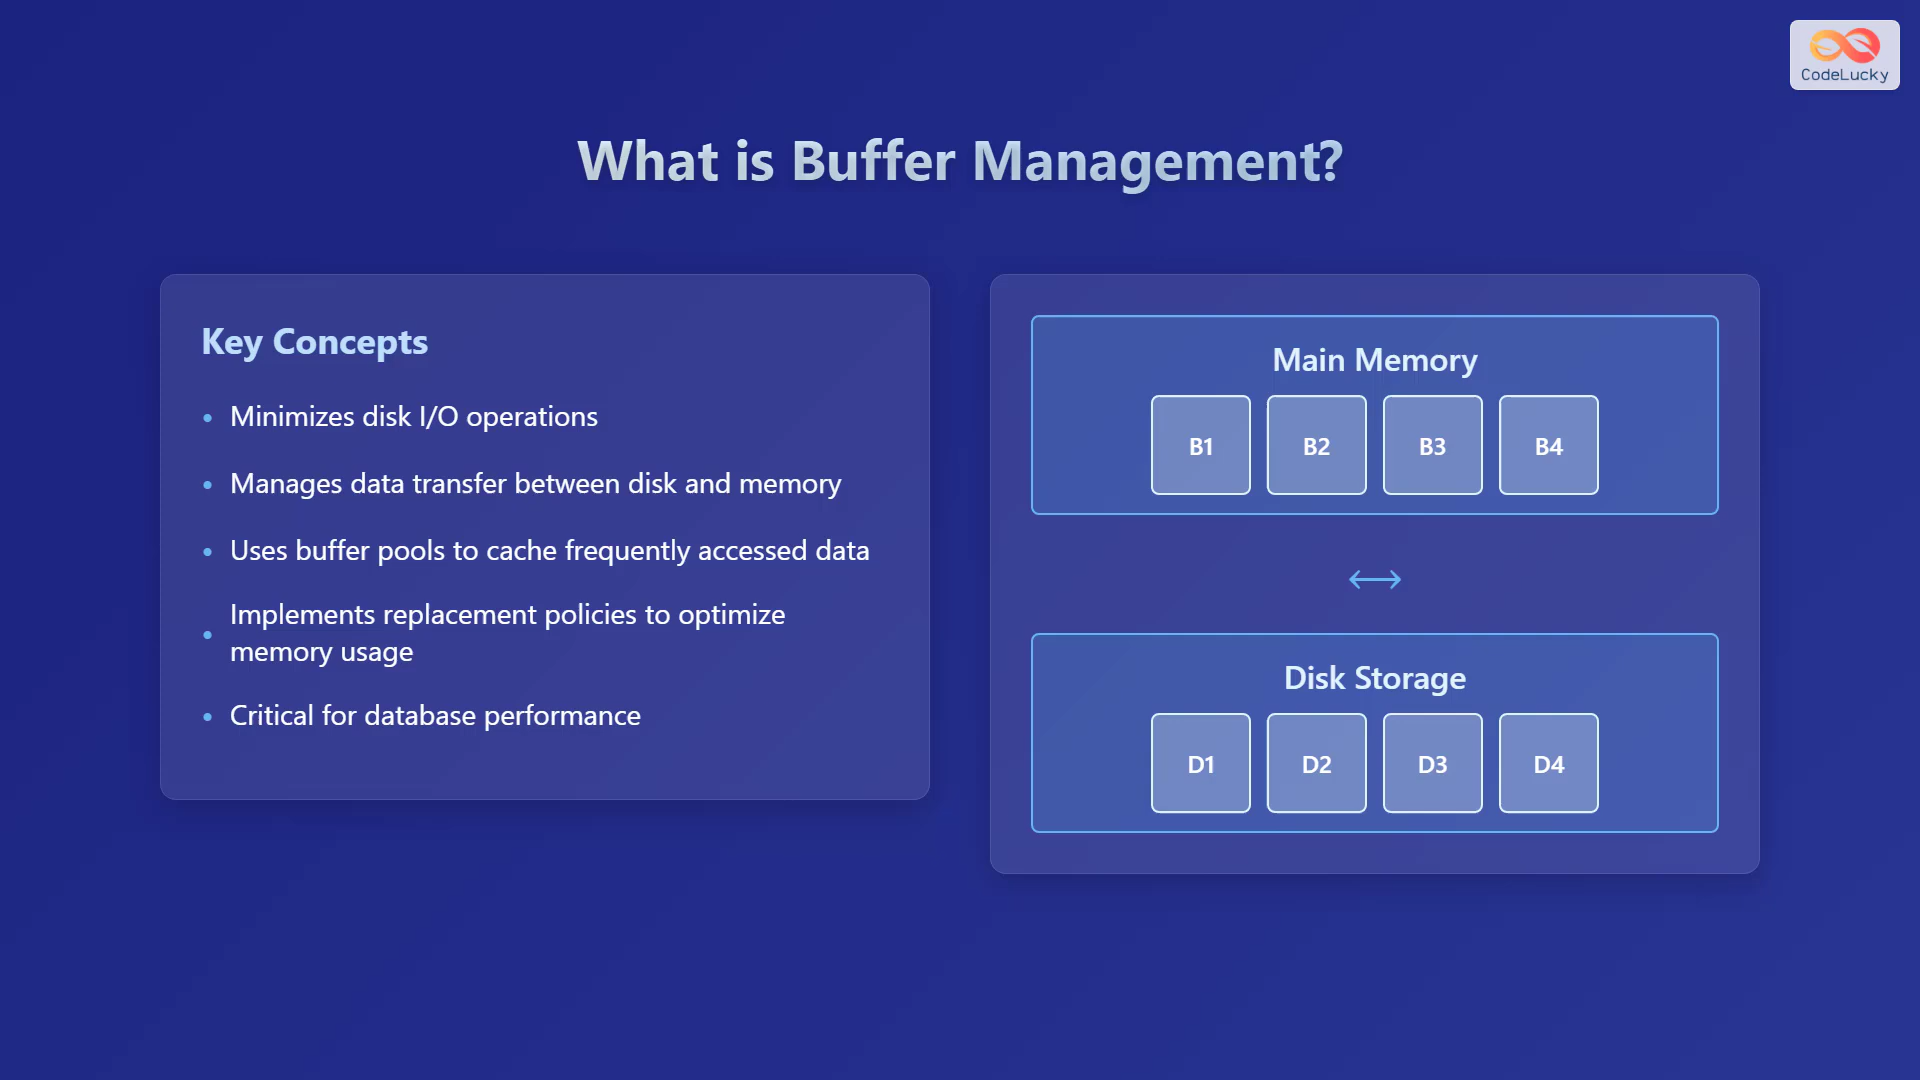 CodeLucky
What is Buffer Management?
Key Concepts
• Minimizes disk I/O operations
• Manages data transfer between disk and memory
• Uses buffer pools to cache frequently accessed data
• Implements replacement policies to optimize
memory usage
• Critical for database performance
Main Memory
B1 B2 B3 B4
Disk Storage
D1 D2 D3 D4